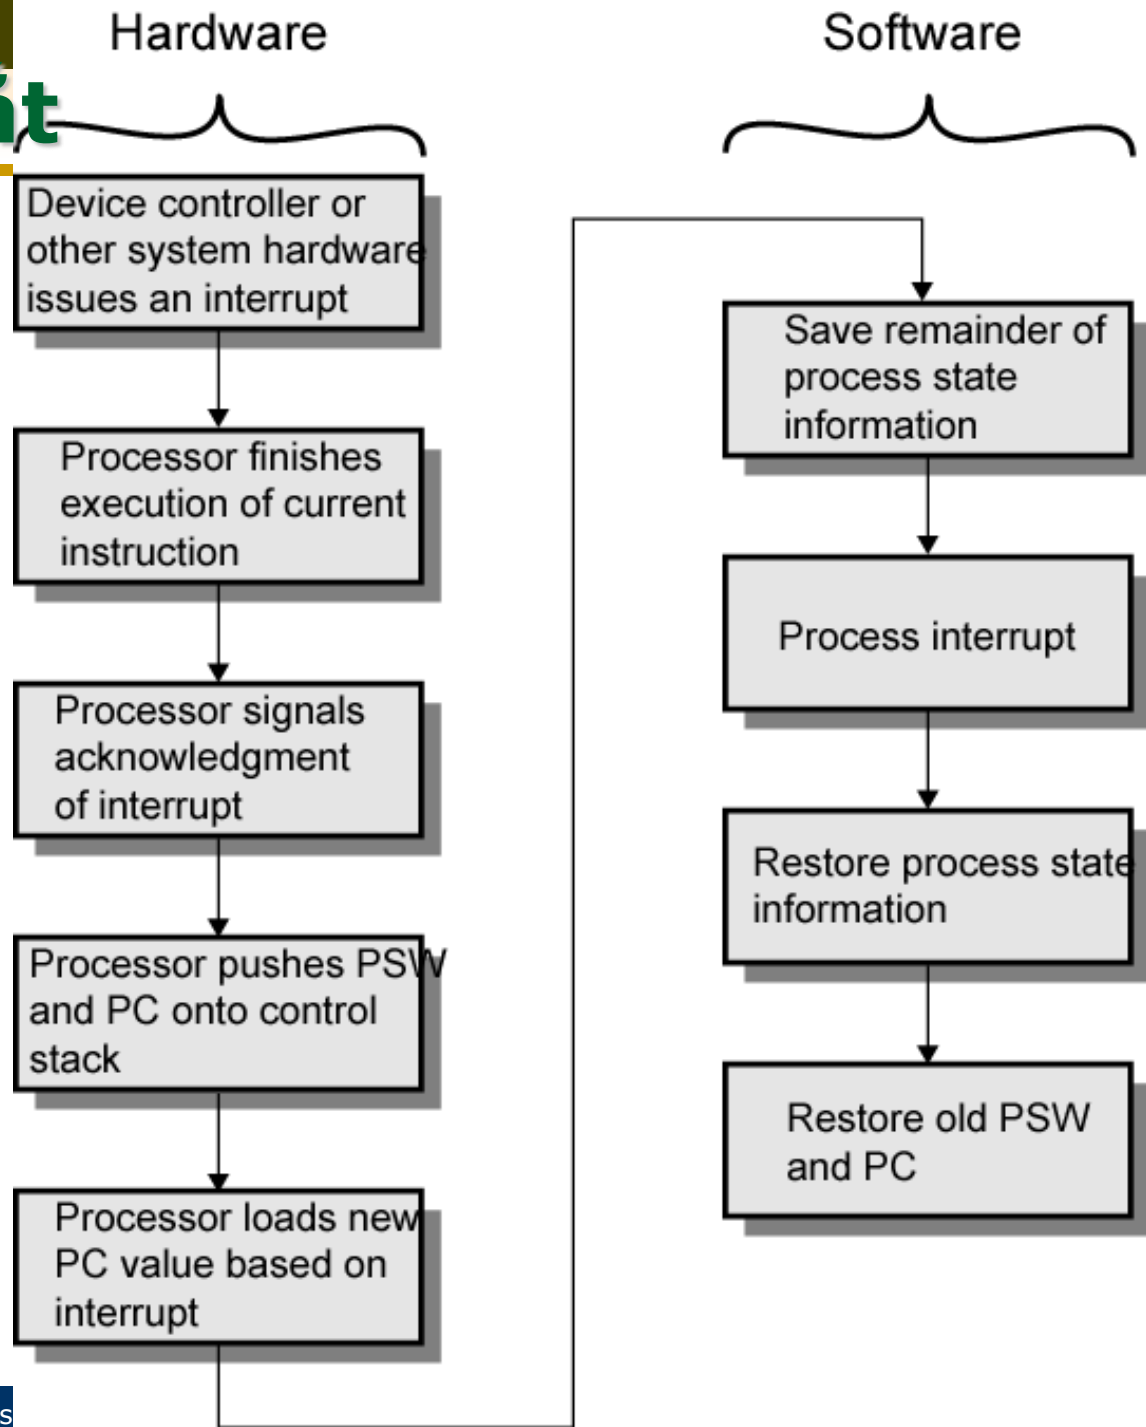 Hardware
Device controller or
other system hardware
issues an interrupt
Processor finishes
execution of current
instruction
Processor signals
acknowledgment
of interrupt
Processor pushes PSW
and PC onto control
stack
Processor loads new
PC value based on
interrupt
Software
Save remainder of
process state
information
Process interrupt
Restore process state
information
Restore old PSW
and PC